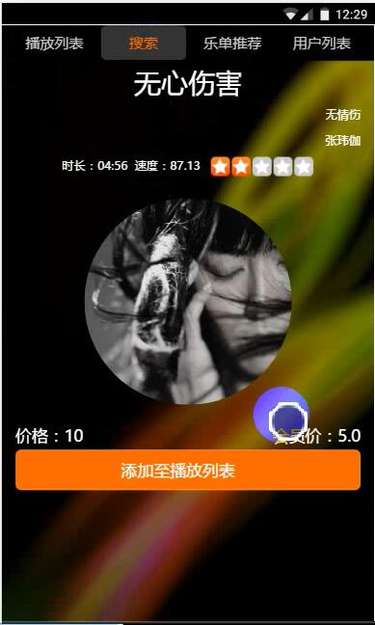 12:29
播放列表 搜索 乐单推荐 用户列表
无心伤害
无情伤
张玮伽
时长：04:56 速度：87.13
价格：10 会员价：5.0
添加至播放列表